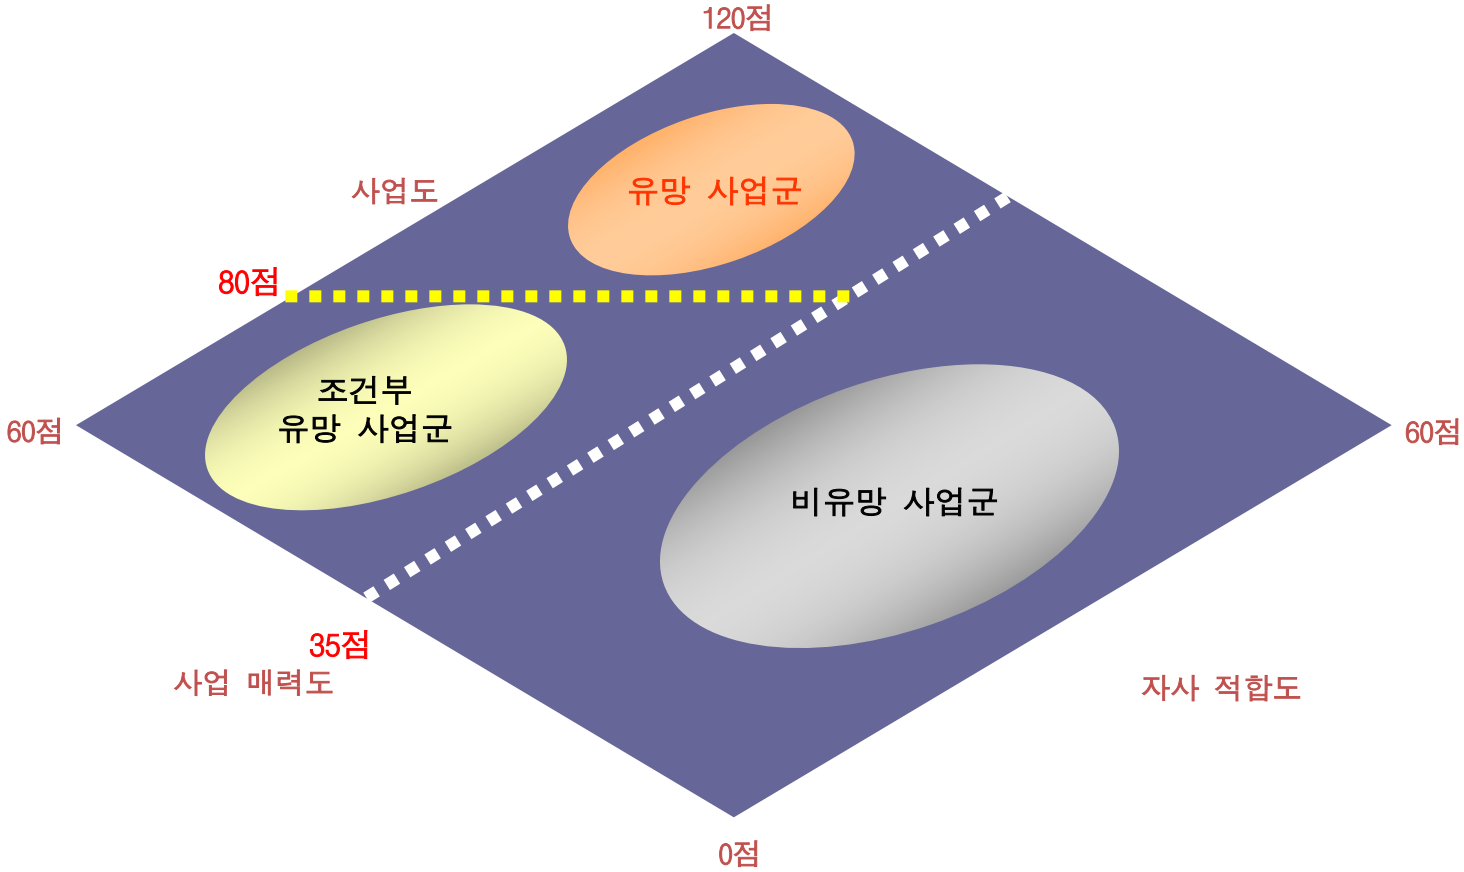 120점
사업도
유망 사업군
80점
조건부
유망 사업군
60점
60점
비유망 사업군
35점
사업 매력도
자사 적합도
0점